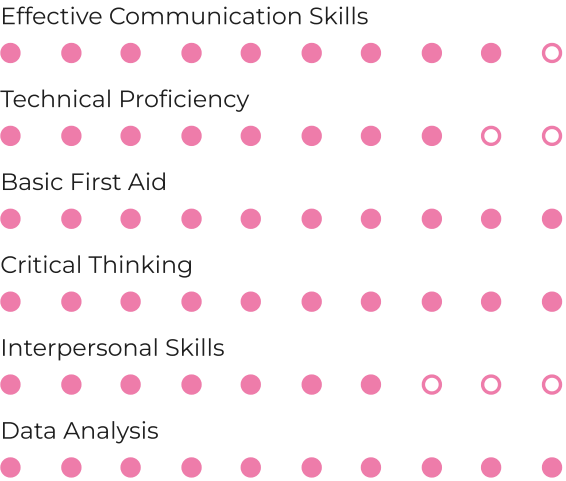 Effective Communication Skills
Technical Proficiency
Basic First Aid
Critical Thinking
Interpersonal Skills
Data Analysis